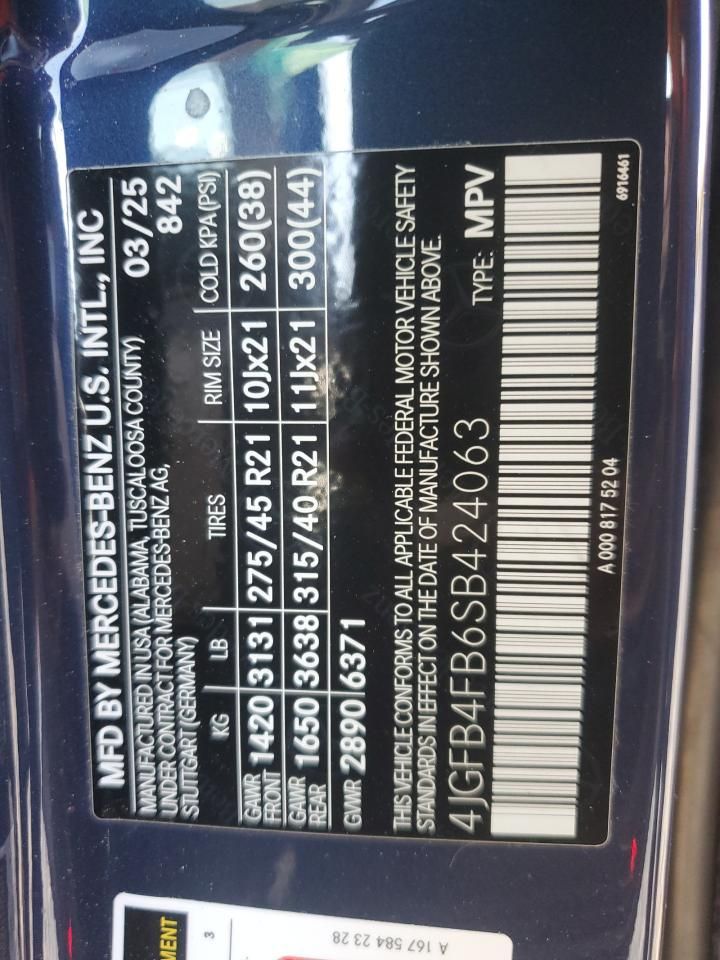 MFD BY MERCEDES-BENZ U.S. INTL., INC
MANUFACTURED IN USA (ALABAMA, TUSCALOOSA COUNTY) 03/25
UNDER CONTRACT FOR MERCEDES-BENZ AG, 842
STUTTGART (GERMANY)
KG LB TIRES RIM SIZE COLD KPA (PSI)
GAWR FRONT 1420 3131 275/45 R21 10Jx21 260(38)
GAWR REAR 1650 3638 315/40 R21 11Jx21 300(44)
GVWR 2890 6371
THIS VEHICLE CONFORMS TO ALL APPLICABLE FEDERAL MOTOR VEHICLE SAFETY
STANDARDS IN EFFECT ON THE DATE OF MANUFACTURE SHOWN ABOVE.
4JGFB4FB6SB424063 TYPE: MPV
A 000 817 52 04 6916461
MENT
3
A 167 584 23 28